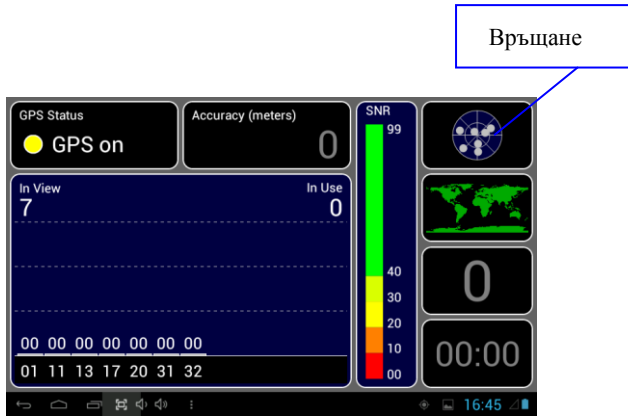 Връщане
GPS Status
GPS on
Accuracy (meters)
0
SNR
99
40
30
20
10
00
In View
7
In Use
0
00 00 00 00 00 00 00
01 11 13 17 20 31 32
0
00:00
16:45